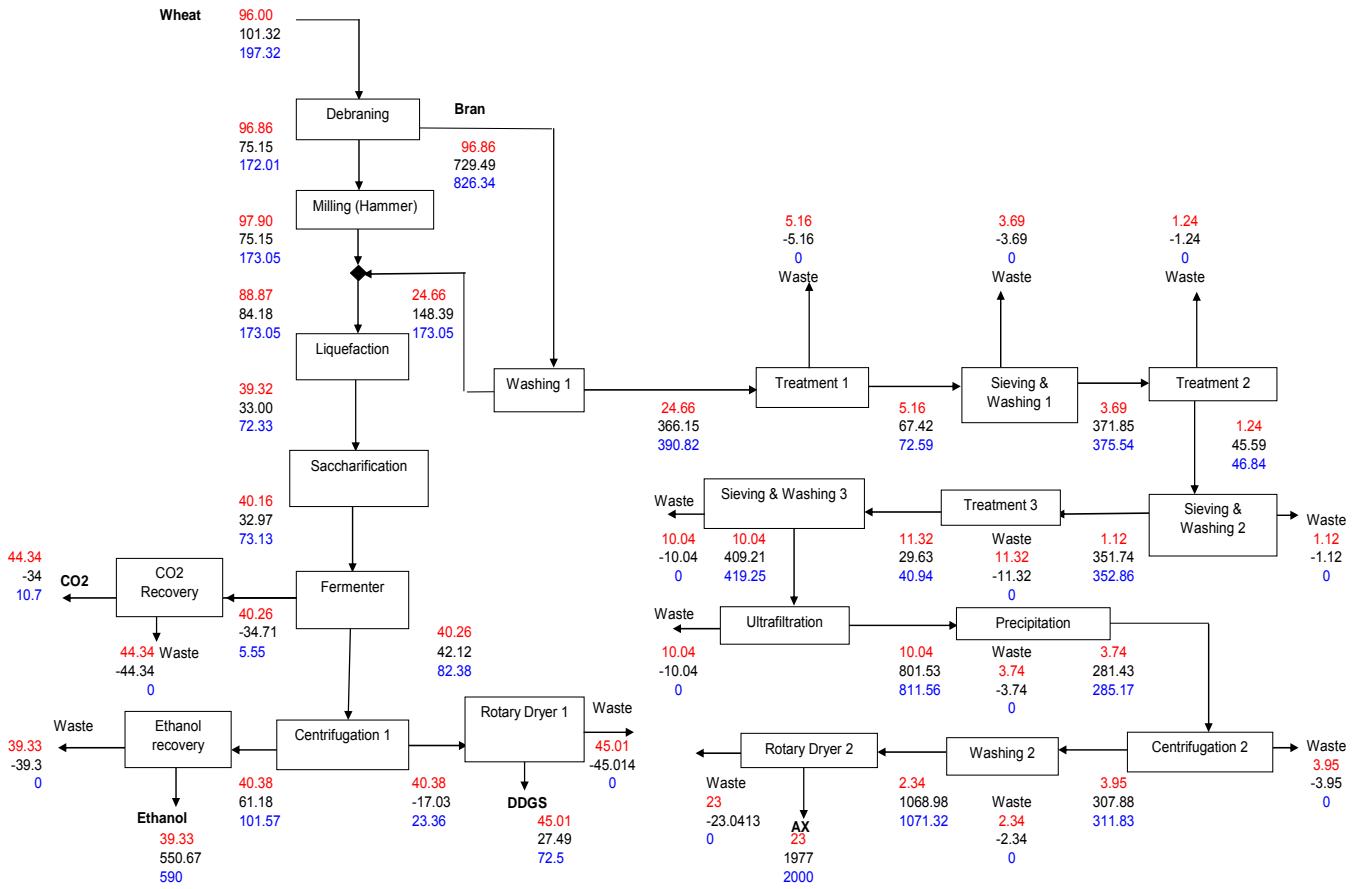 Wheat
96.00
101.32
197.32
Debraning
Bran
96.86
75.15
172.01
96.86
729.49
826.34
Milling (Hammer)
97.90
75.15
173.05
88.87
84.18
173.05
24.66
148.39
173.05
Liquefaction
39.32
33.00
72.33
Washing 1
5.16
-5.16
0
Waste
3.69
-3.69
0
Waste
1.24
-1.24
0
Waste
Treatment 1
Sieving &
Washing 1
Treatment 2
24.66
366.15
390.82
5.16
67.42
72.59
3.69
371.85
375.54
1.24
45.59
46.84
Saccharification
40.16
32.97
73.13
Waste
Sieving & Washing 3
Treatment 3
Sieving &
Washing 2
Waste
1.12
-1.12
0
10.04
-10.04
0
10.04
409.21
419.25
11.32
29.63
40.94
Waste
11.32
-11.32
0
1.12
351.74
352.86
44.34
-34
10.7
CO2
CO2
Recovery
Fermenter
40.26
-34.71
5.55
40.26
42.12
82.38
44.34
Waste
-44.34
0
Waste
Ultrafiltration
Precipitation
10.04
-10.04
0
10.04
801.53
811.56
Waste
3.74
-3.74
0
3.74
281.43
285.17
Waste
39.33
-39.3
0
Ethanol
recovery
Centrifugation 1
Rotary Dryer 1
Waste
45.01
-45.014
0
40.38
61.18
101.57
40.38
-17.03
23.36
Ethanol
39.33
550.67
590
DDGS
45.01
27.49
72.5
Rotary Dryer 2
Washing 2
Centrifugation 2
Waste
3.95
-3.95
0
Waste
23
-23.0413
0
AX
23
1977
2000
2.34
1068.98
1071.32
Waste
2.34
-2.34
0
3.95
307.88
311.83